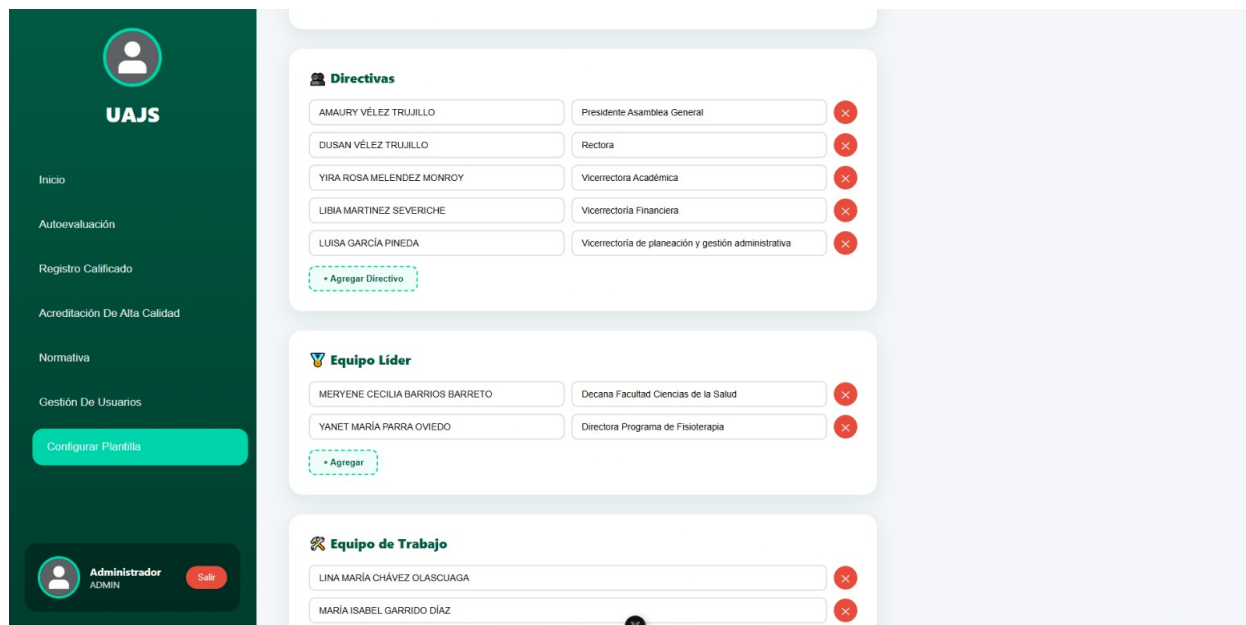 UAJS
Inicio
Autoevaluación
Registro Calificado
Acreditación De Alta Calidad
Normativa
Gestión De Usuarios
Configurar Plantilla
Administrador
ADMIN
Salir
Directivas
AMAURY VÉLEZ TRUJILLO Presidente Asamblea General
DUSAN VÉLEZ TRUJILLO Rectora
YIRA ROSA MELENDEZ MONROY Vicerrectora Académica
LIBIA MARTINEZ SEVERICHE Vicerrectoría Financiera
LUISA GARCÍA PINEDA Vicerrectoría de planeación y gestión administrativa
+ Agregar Directivo
Equipo Líder
MERYENE CECILIA BARRIOS BARRETO Decana Facultad Ciencias de la Salud
YANET MARÍA PARRA OVIEDO Directora Programa de Fisioterapia
+ Agregar
Equipo de Trabajo
LINA MARÍA CHÁVEZ OLASCUAGA
MARÍA ISABEL GARRIDO DÍAZ